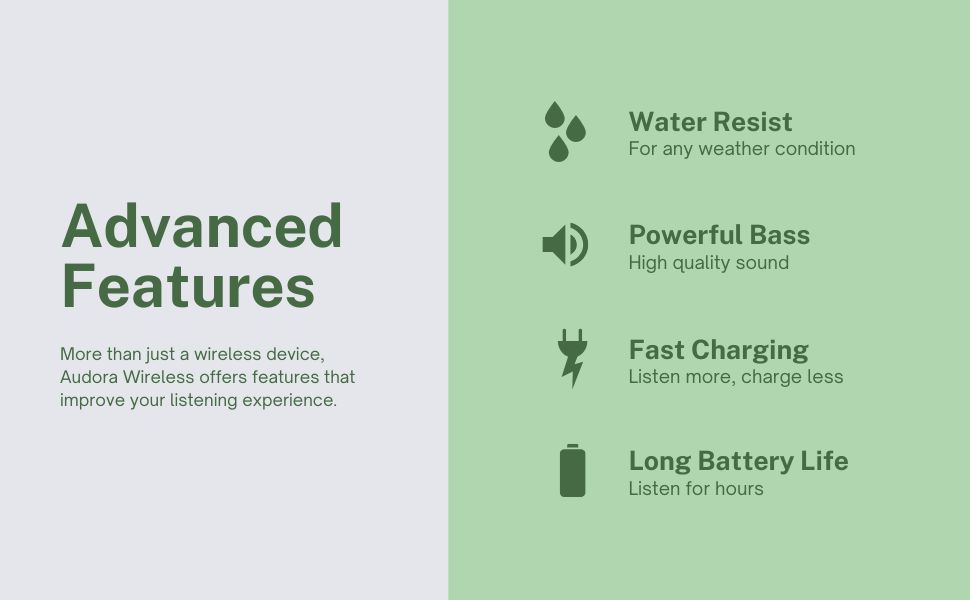 Advanced
Features
More than just a wireless device,
Audora Wireless offers features that
improve your listening experience.
Water Resist
For any weather condition
Powerful Bass
High quality sound
Fast Charging
Listen more, charge less
Long Battery Life
Listen for hours